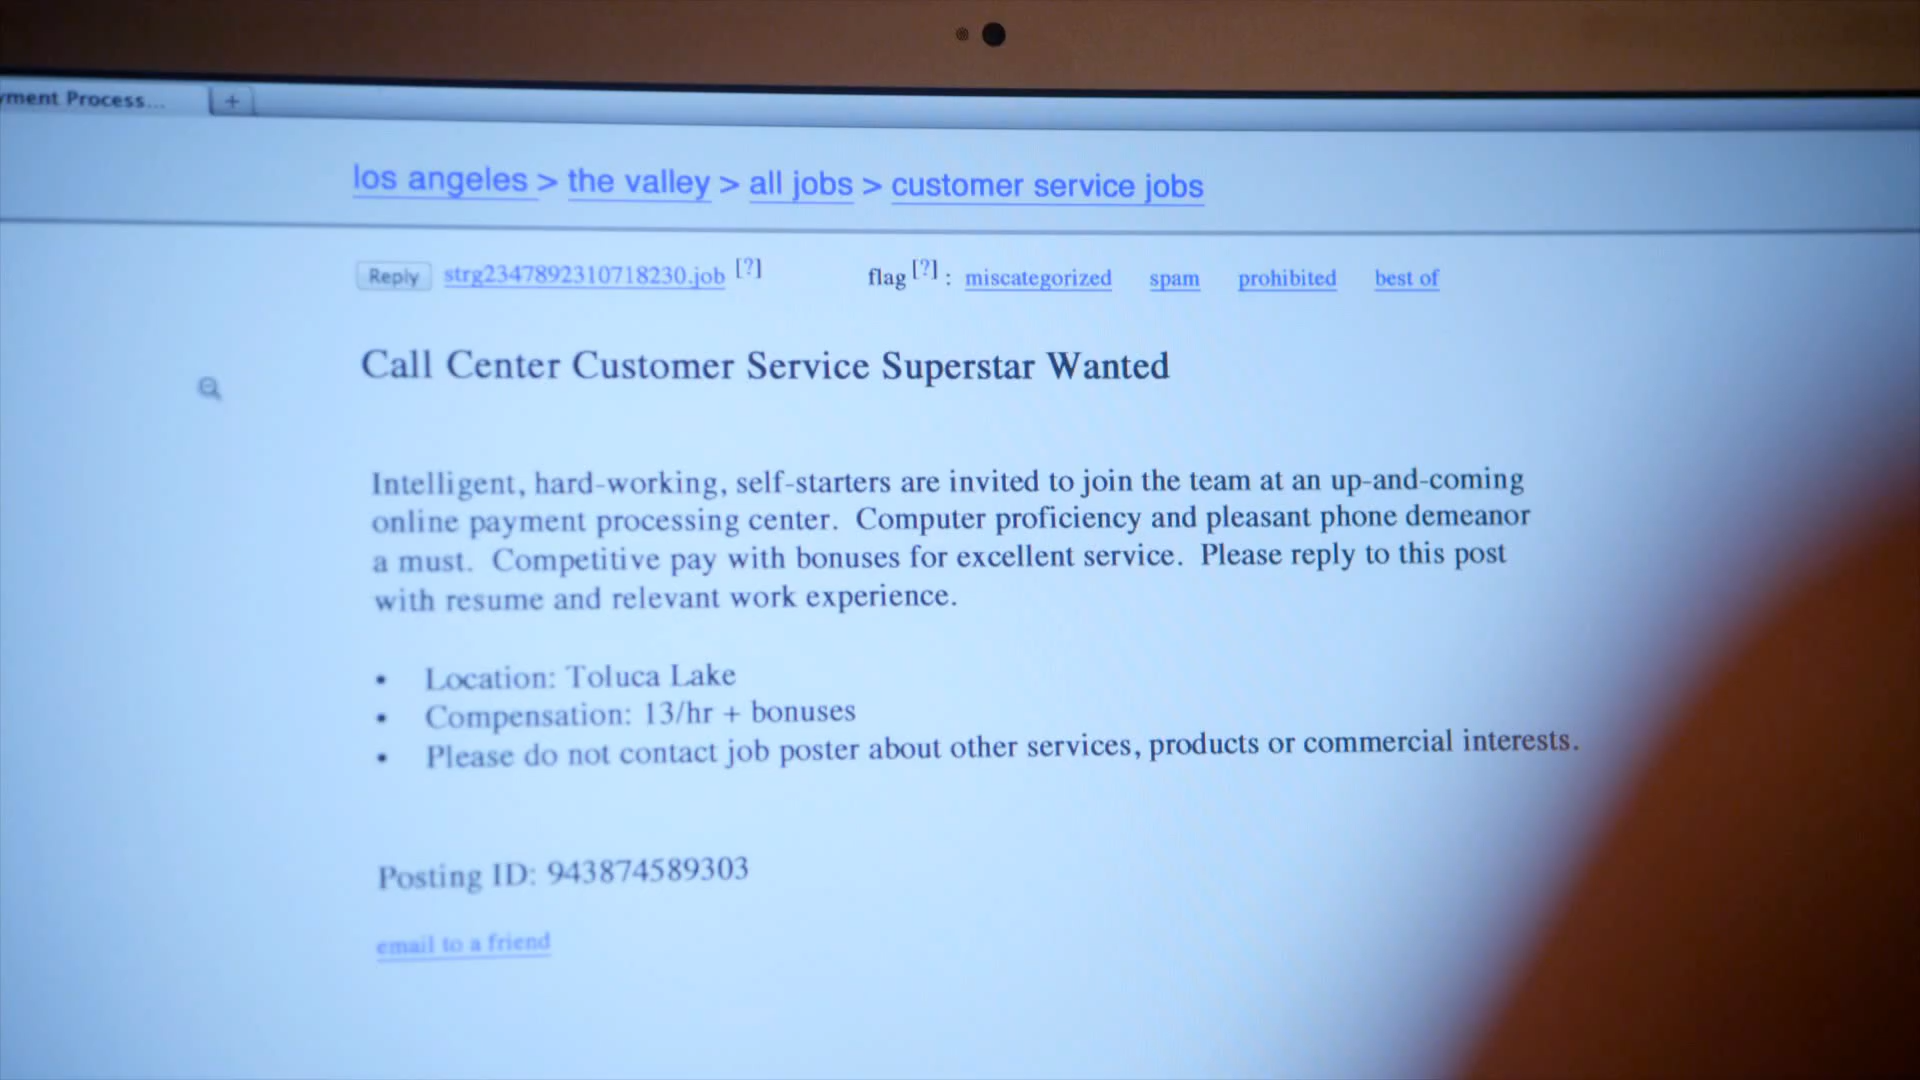 yment Process...
+
los angeles > the valley > all jobs > customer service jobs
Reply strg2347892310718230.job [?] flag [?] : miscategorized spam prohibited best of
Call Center Customer Service Superstar Wanted
Intelligent, hard-working, self-starters are invited to join the team at an up-and-coming
online payment processing center. Computer proficiency and pleasant phone demeanor
a must. Competitive pay with bonuses for excellent service. Please reply to this post
with resume and relevant work experience.
• Location: Toluca Lake
• Compensation: 13/hr + bonuses
• Please do not contact job poster about other services, products or commercial interests.
Posting ID: 943874589303
email to a friend